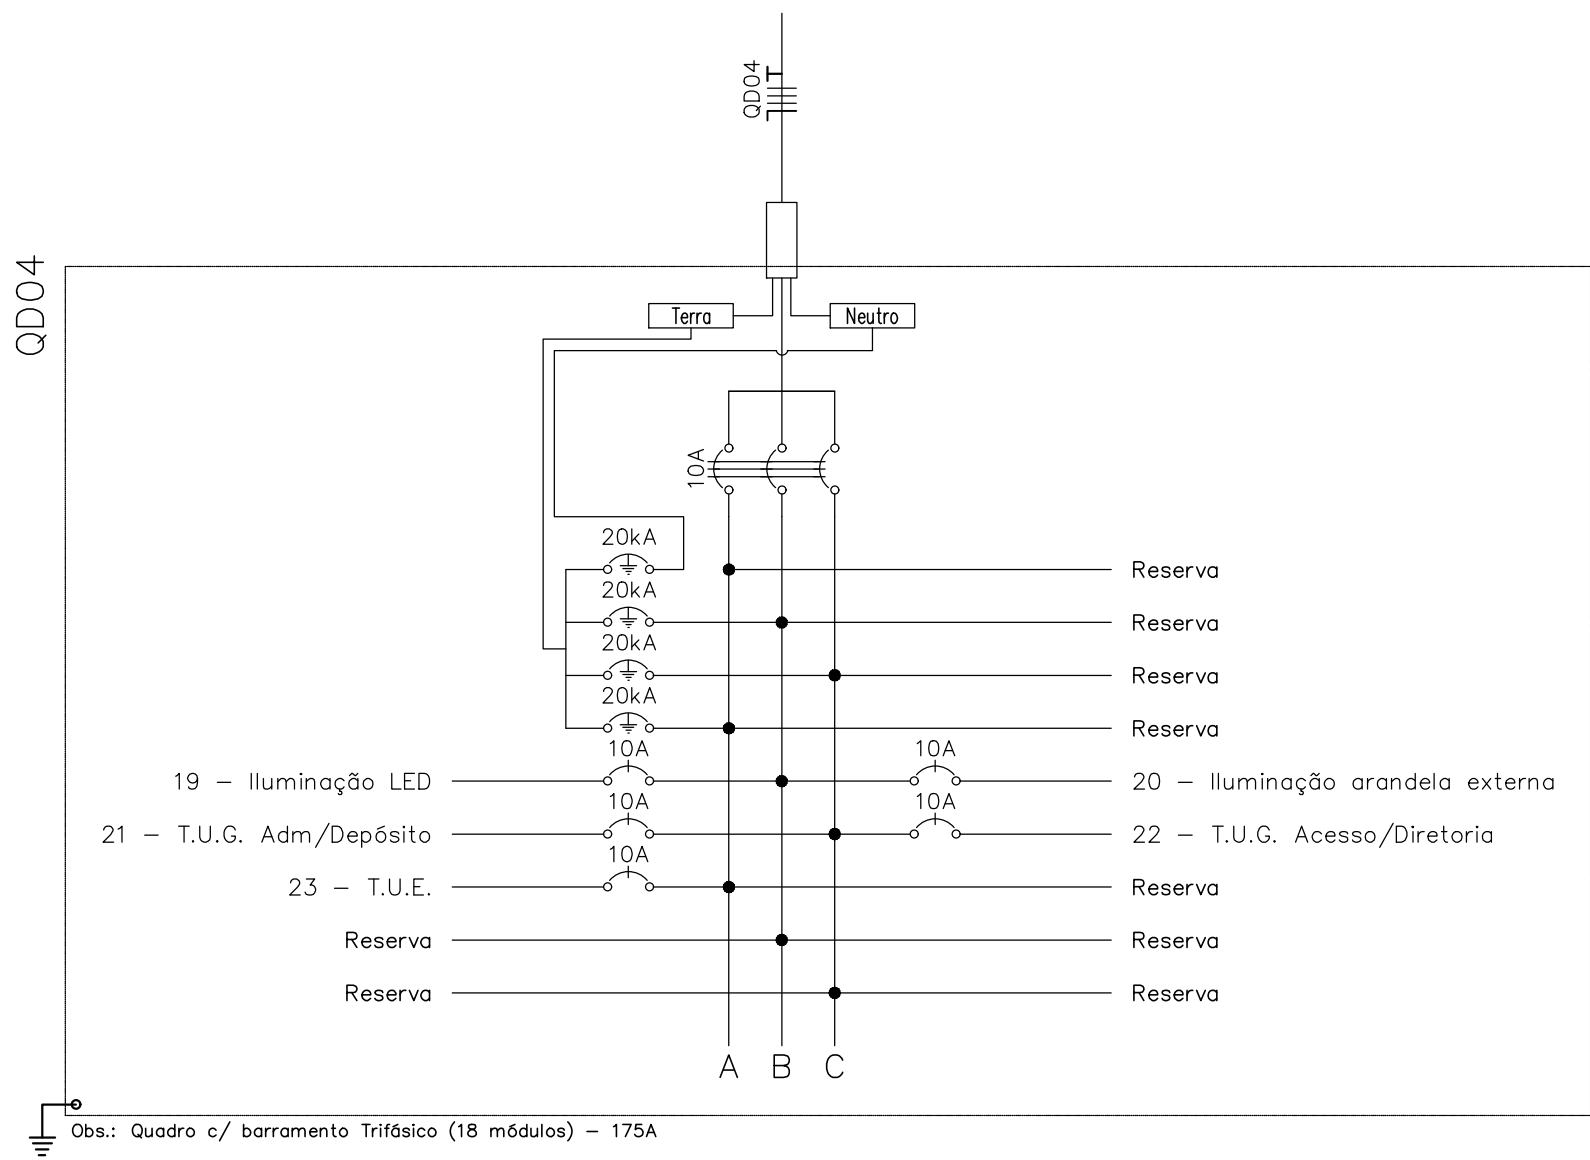 QD04
QD04
Terra
Neutro
10A
20kA
Reserva
20kA
Reserva
20kA
Reserva
20kA
Reserva
10A
10A
19 - Iluminação LED
20 - Iluminação arandela externa
10A
10A
21 - T.U.G. Adm/Depósito
22 - T.U.G. Acesso/Diretoria
10A
23 - T.U.E.
Reserva
Reserva
Reserva
Reserva
Reserva
A B C
Obs.: Quadro c/ barramento Trifásico (18 módulos) - 175A